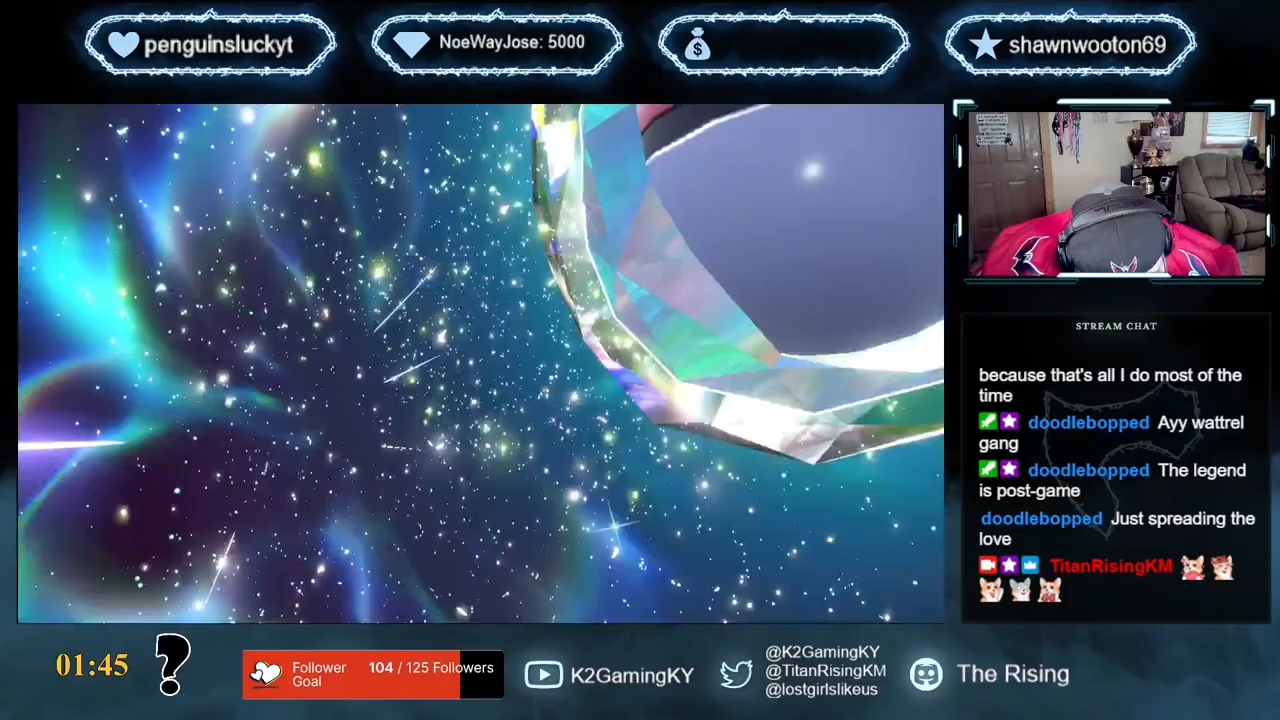 penguinsluckyt
NoeWayJose: 5000
shawnwooton69
STREAM CHAT
because that's all I do most of the
time
doodlebopped Ayy wattrel
gang
doodlebopped The legend
is post-game
doodlebopped Just spreading the
love
TitanRisingKM
01:45
?
Follower
Goal
104 / 125 Followers
K2GamingKY
@K2GamingKY
@TitanRisingKM
@lostgirlslikeus
The Rising